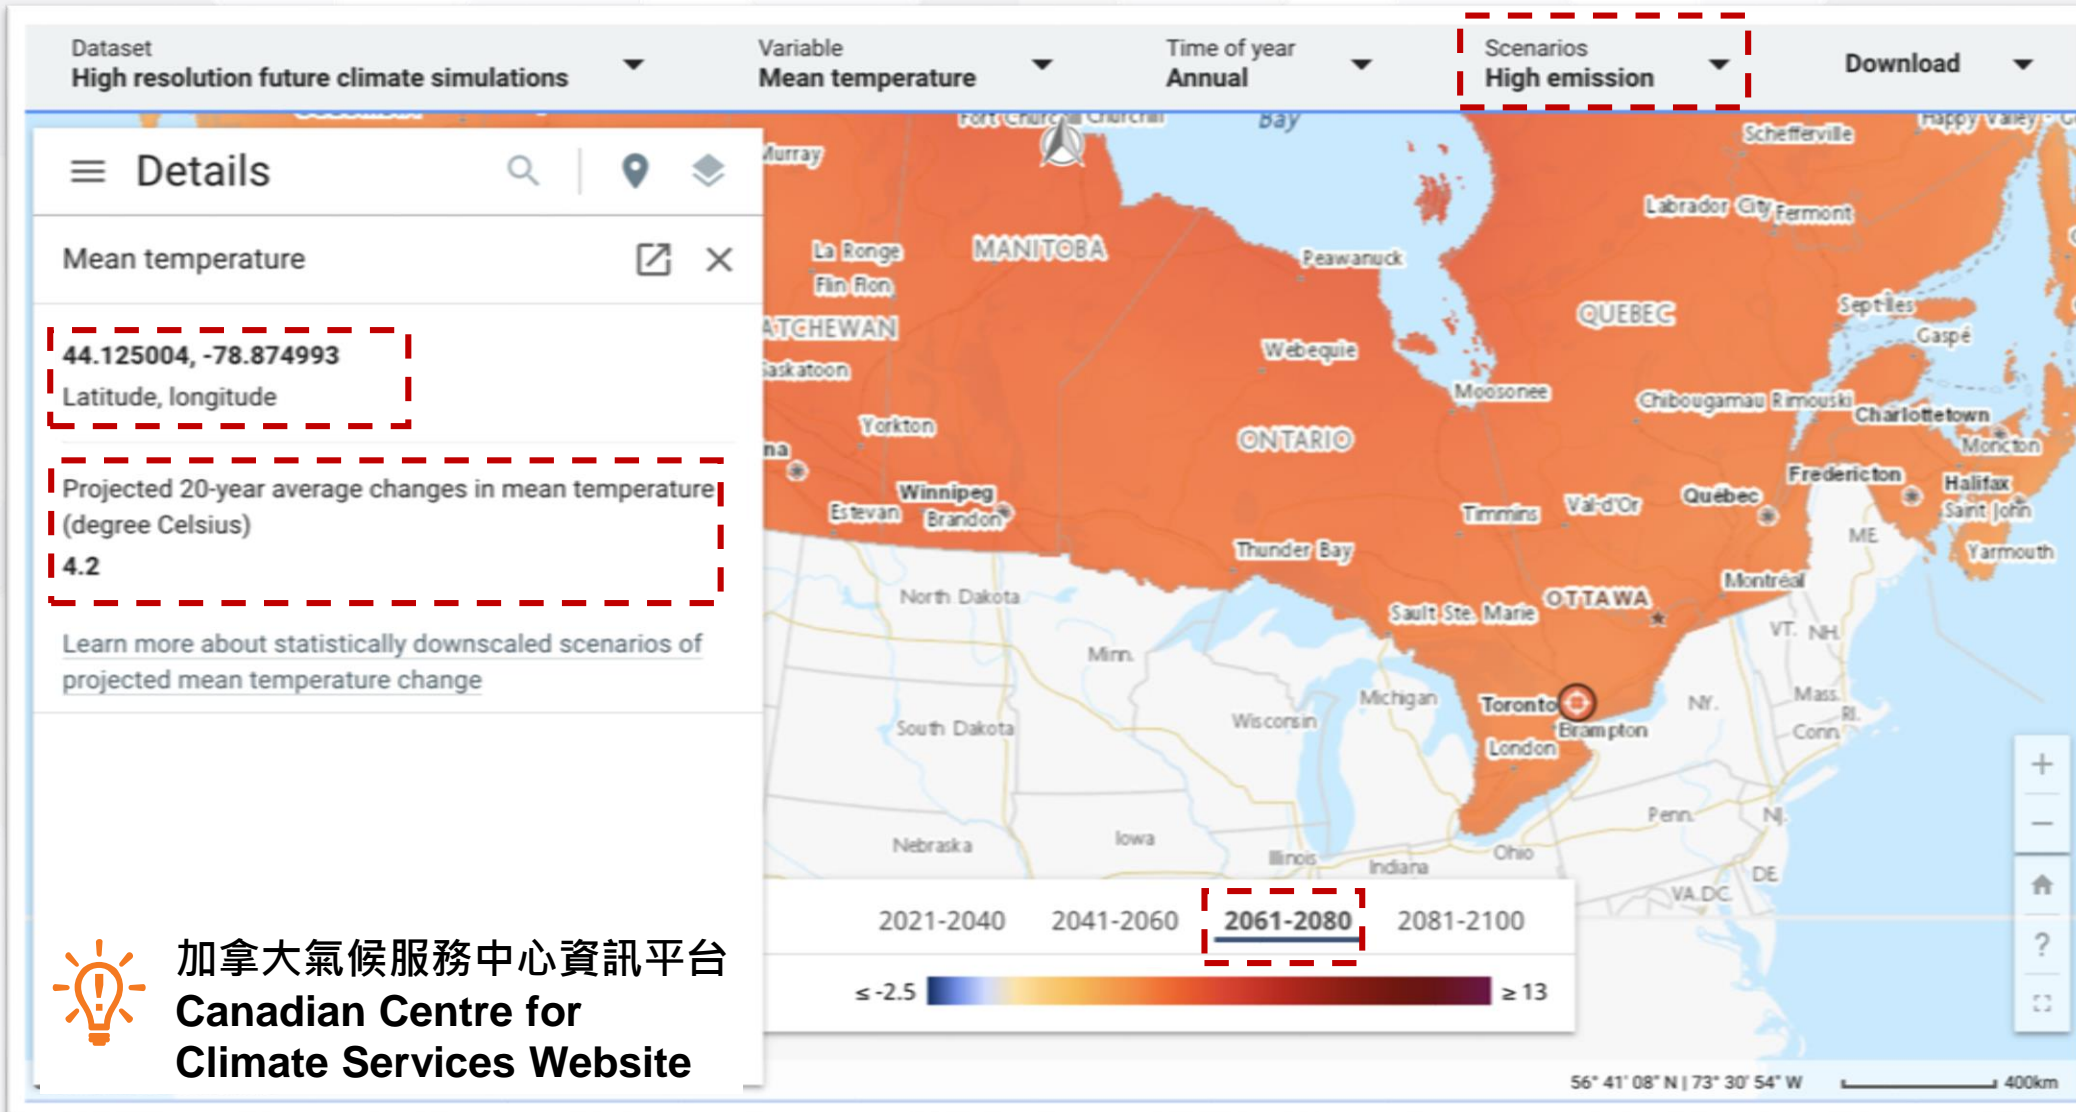 Dataset
High resolution future climate simulations
Variable
Mean temperature
Time of year
Annual
Scenarios
High emission
Download
Details
Mean temperature
44.125004, -78.874993
Latitude, longitude
Projected 20-year average changes in mean temperature
(degree Celsius)
4.2
Learn more about statistically downscaled scenarios of
projected mean temperature change
加拿大氣候服務中心資訊平台
Canadian Centre for
Climate Services Website
Bay
Schefferville
Happy Valley
Murray
Labrador City
Fermont
La Ronge
MANITOBA
Peawanuck
Flin Flon
ATCHEWAN
QUEBEC
Sept-Îles
Gaspé
Webequie
Saskatoon
Moosonee
Chibougamau
Rimouski
Charlottetown
Yorkton
ONTARIO
Moncton
na
Fredericton
Winnipeg
Halifax
Estevan
Brandon
Timmins
Val-d'Or
Québec
Saint John
ME.
Thunder Bay
Yarmouth
Montréal
North Dakota
OTTAWA
Sault Ste. Marie
VT.
NH.
Minn.
Michigan
Toronto
NY.
Mass.
RI.
South Dakota
Wisconsin
Brampton
Conn.
London
Penn.
NJ.
Nebraska
Iowa
Illinois
Indiana
Ohio
DE.
VA.
DC.
2021-2040
2041-2060
2061-2080
2081-2100
≤ -2.5
≥ 13
56° 41' 08" N | 73° 30' 54" W
400km